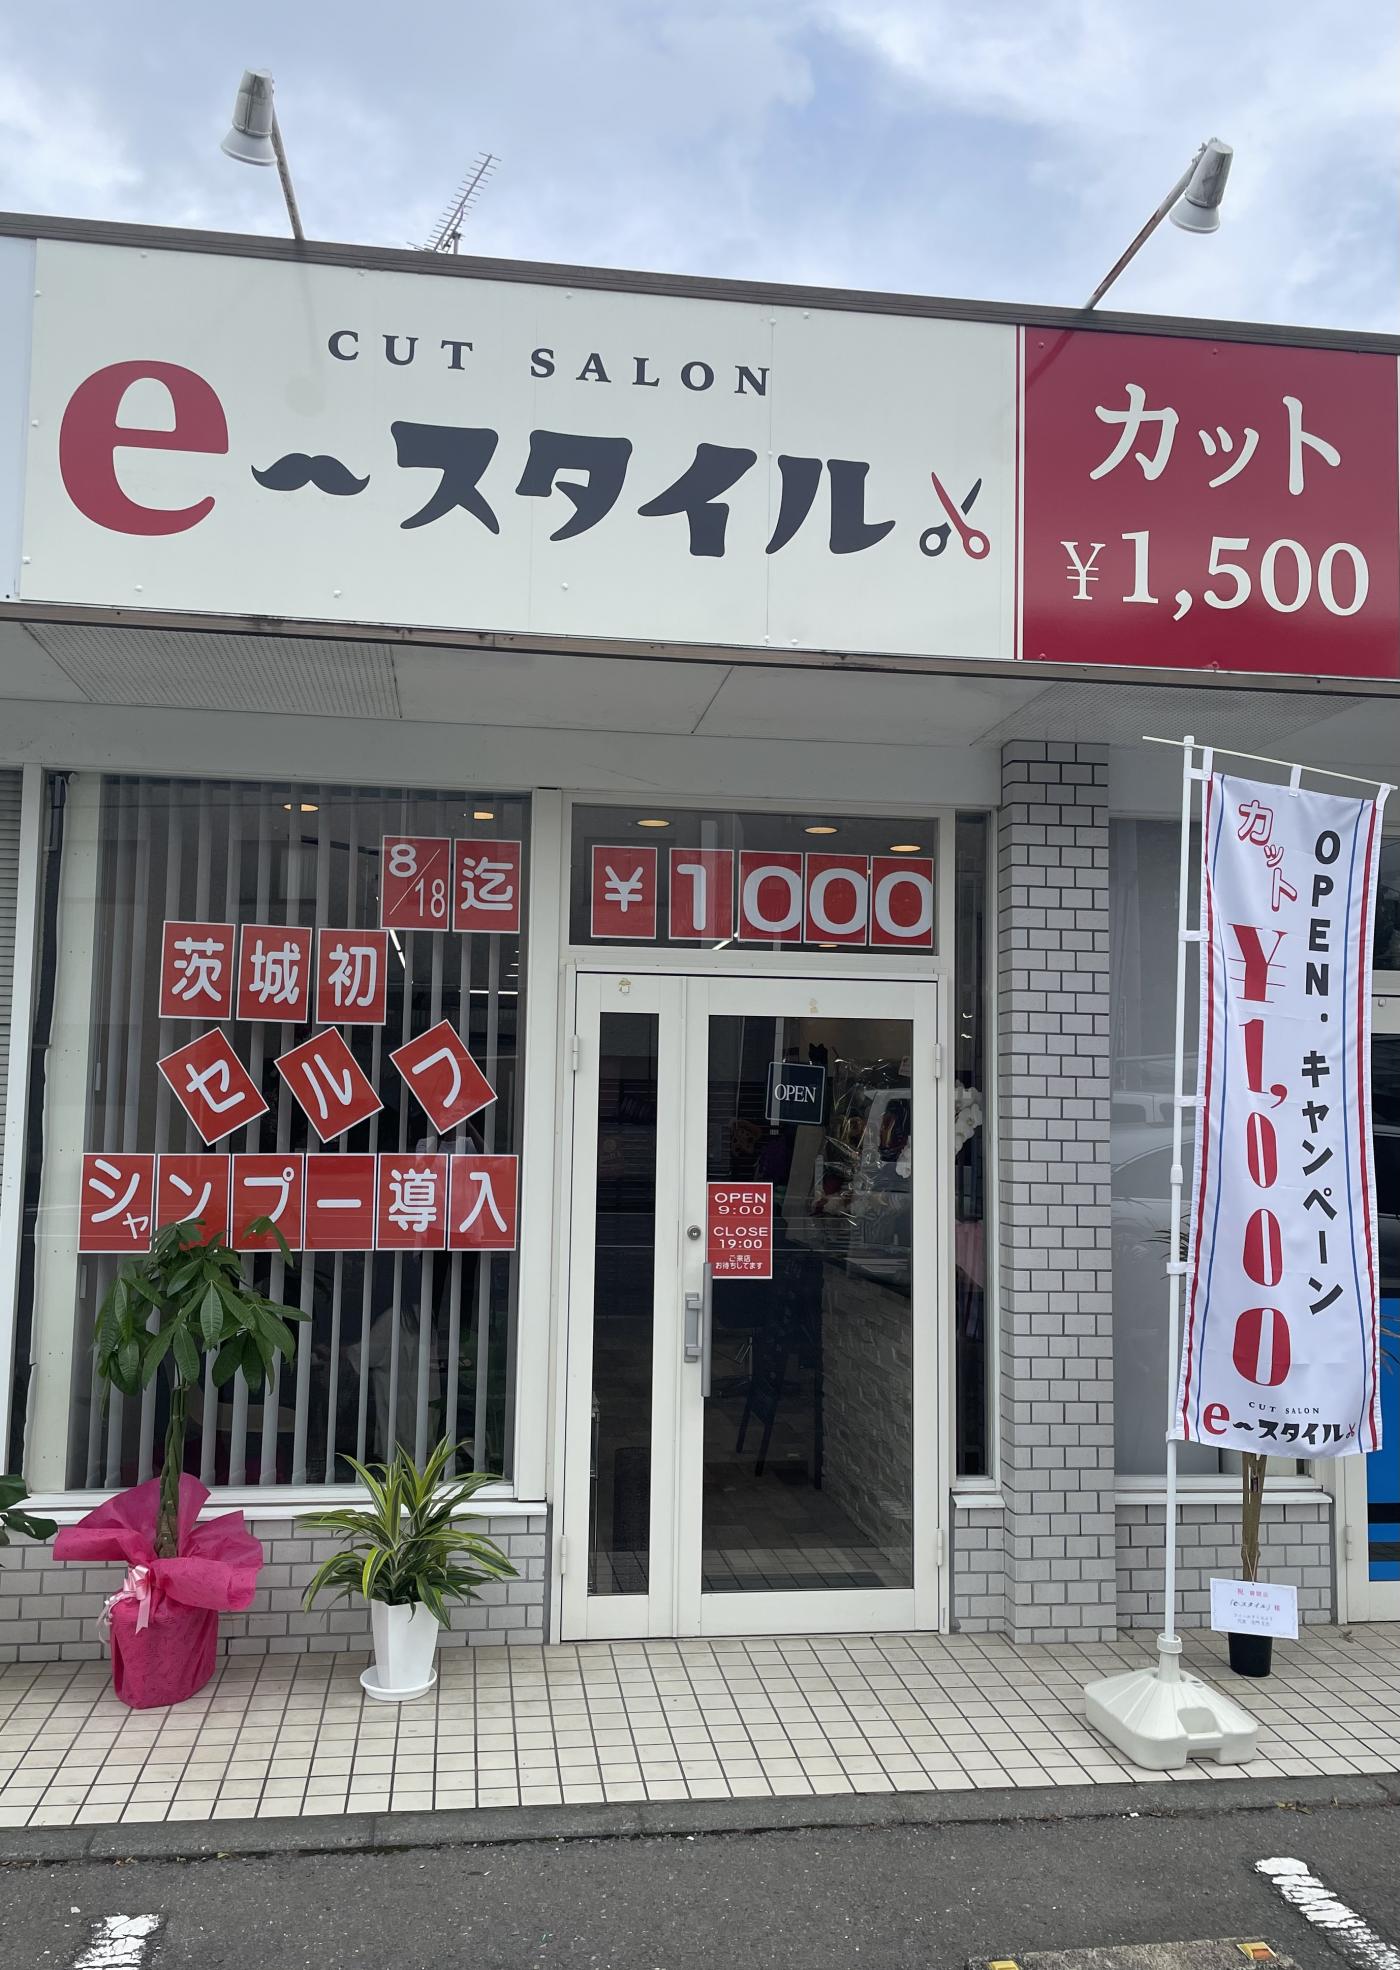 CUT SALON
e～スタイル
カット
¥1,500
8/18迄
¥1000
茨城初
セルフ
シャンプー導入
OPEN
OPEN
9:00
CLOSE
19:00
ご来店
お待ちしてます
カット ¥1,000
OPEN・キャンペーン
CUT SALON
e～スタイル
祝 御開店
「e-スタイル」様